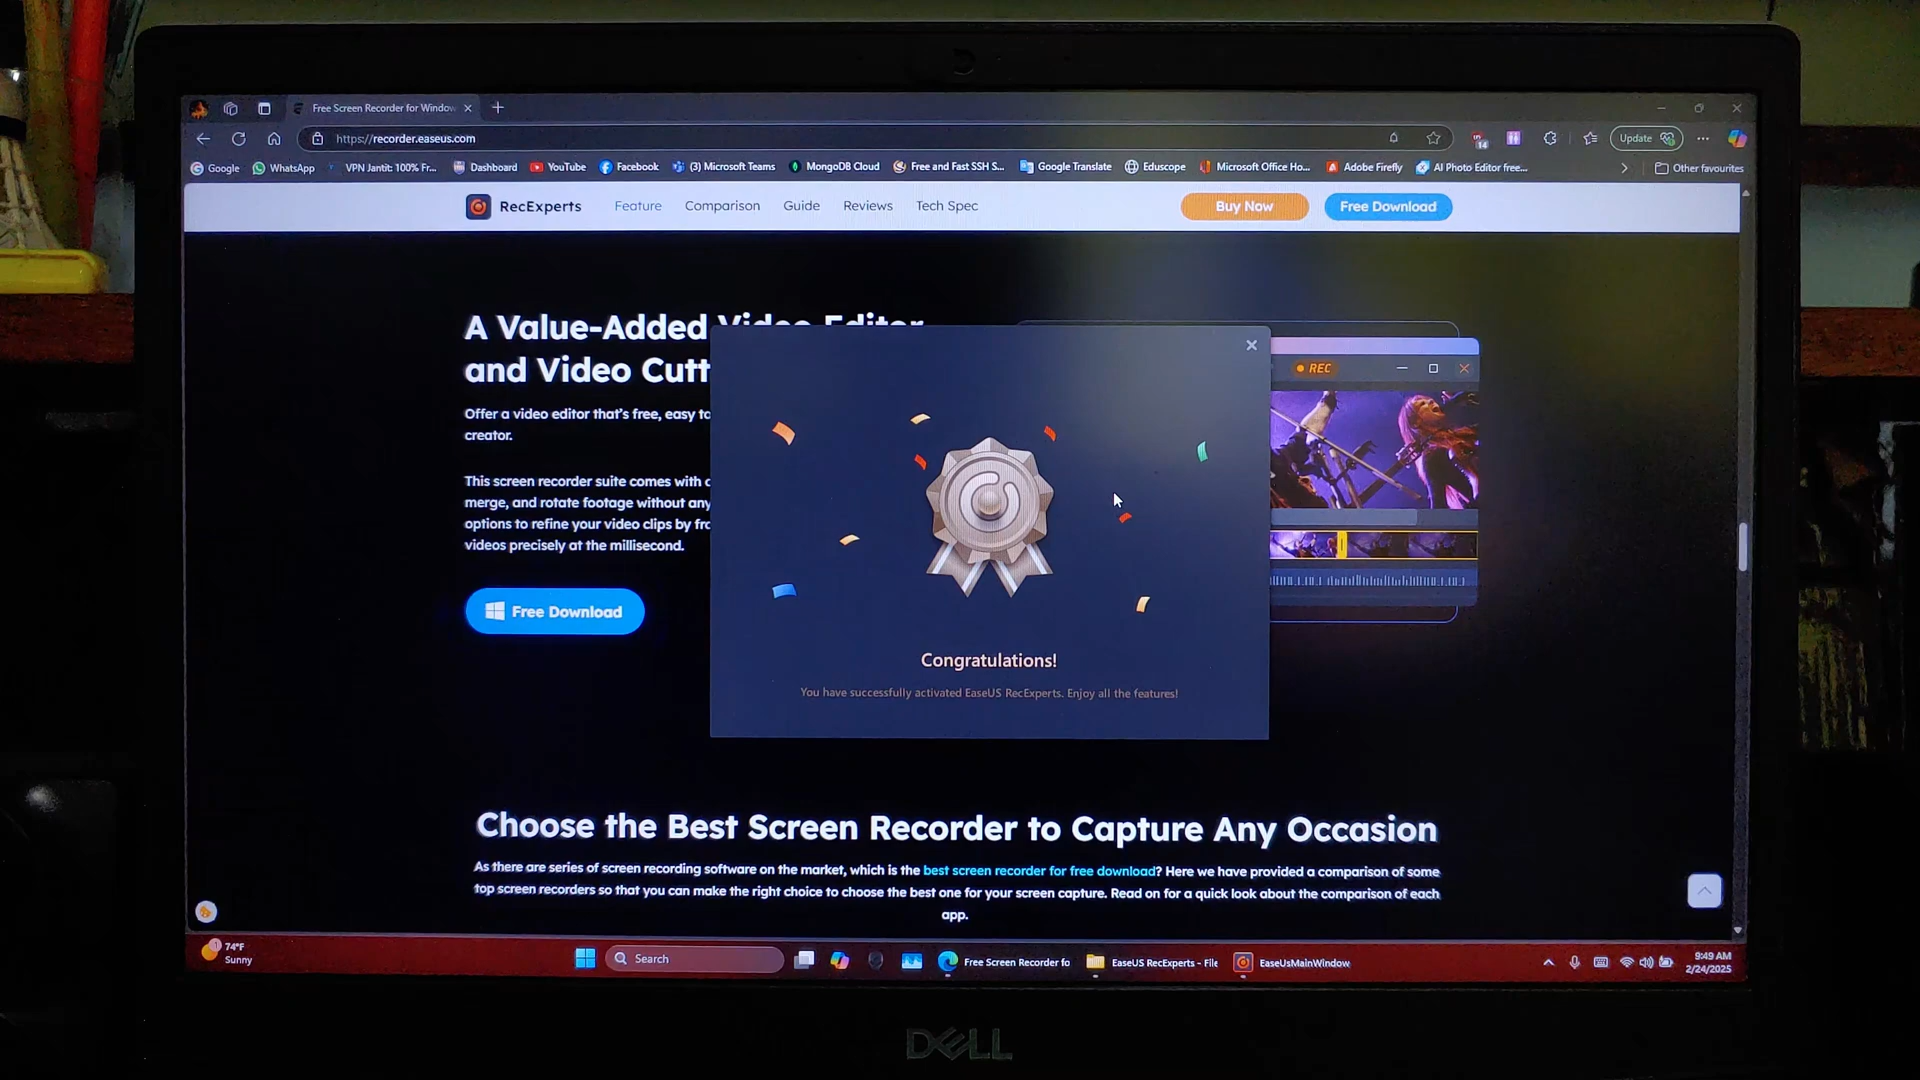 Free Screen Recorder for Window
https://recorder.easeus.com
14
Update
Google
WhatsApp
VPN Jantit: 100% Fr...
Dashboard
YouTube
Facebook
(3) Microsoft Teams
MongoDB Cloud
Free and Fast SSH S...
Google Translate
Eduscope
Microsoft Office Ho...
Adobe Firefly
AI Photo Editor free...
Other favourites
RecExperts
Feature
Comparison
Guide
Reviews
Tech Spec
Buy Now
Free Download
A Value-Added Video Editor
and Video Cutt
Offer a video editor that's free, easy to
creator.
This screen recorder suite comes with
merge, and rotate footage without any
options to refine your video clips by fro
videos precisely at the millisecond.
Free Download
REC
Congratulations!
You have successfully activated EaseUS RecExperts. Enjoy all the features!
Choose the Best Screen Recorder to Capture Any Occasion
As there are series of screen recording software on the market, which is the best screen recorder for free download? Here we have provided a comparison of some
top screen recorders so that you can make the right choice to choose the best one for your screen capture. Read on for a quick look about the comparison of each
app.
1
74°F
Sunny
Search
Free Screen Recorder fo
EaseUS RecExperts - File
EaseUsMainWindow
9:49 AM
2/24/2025
DELL